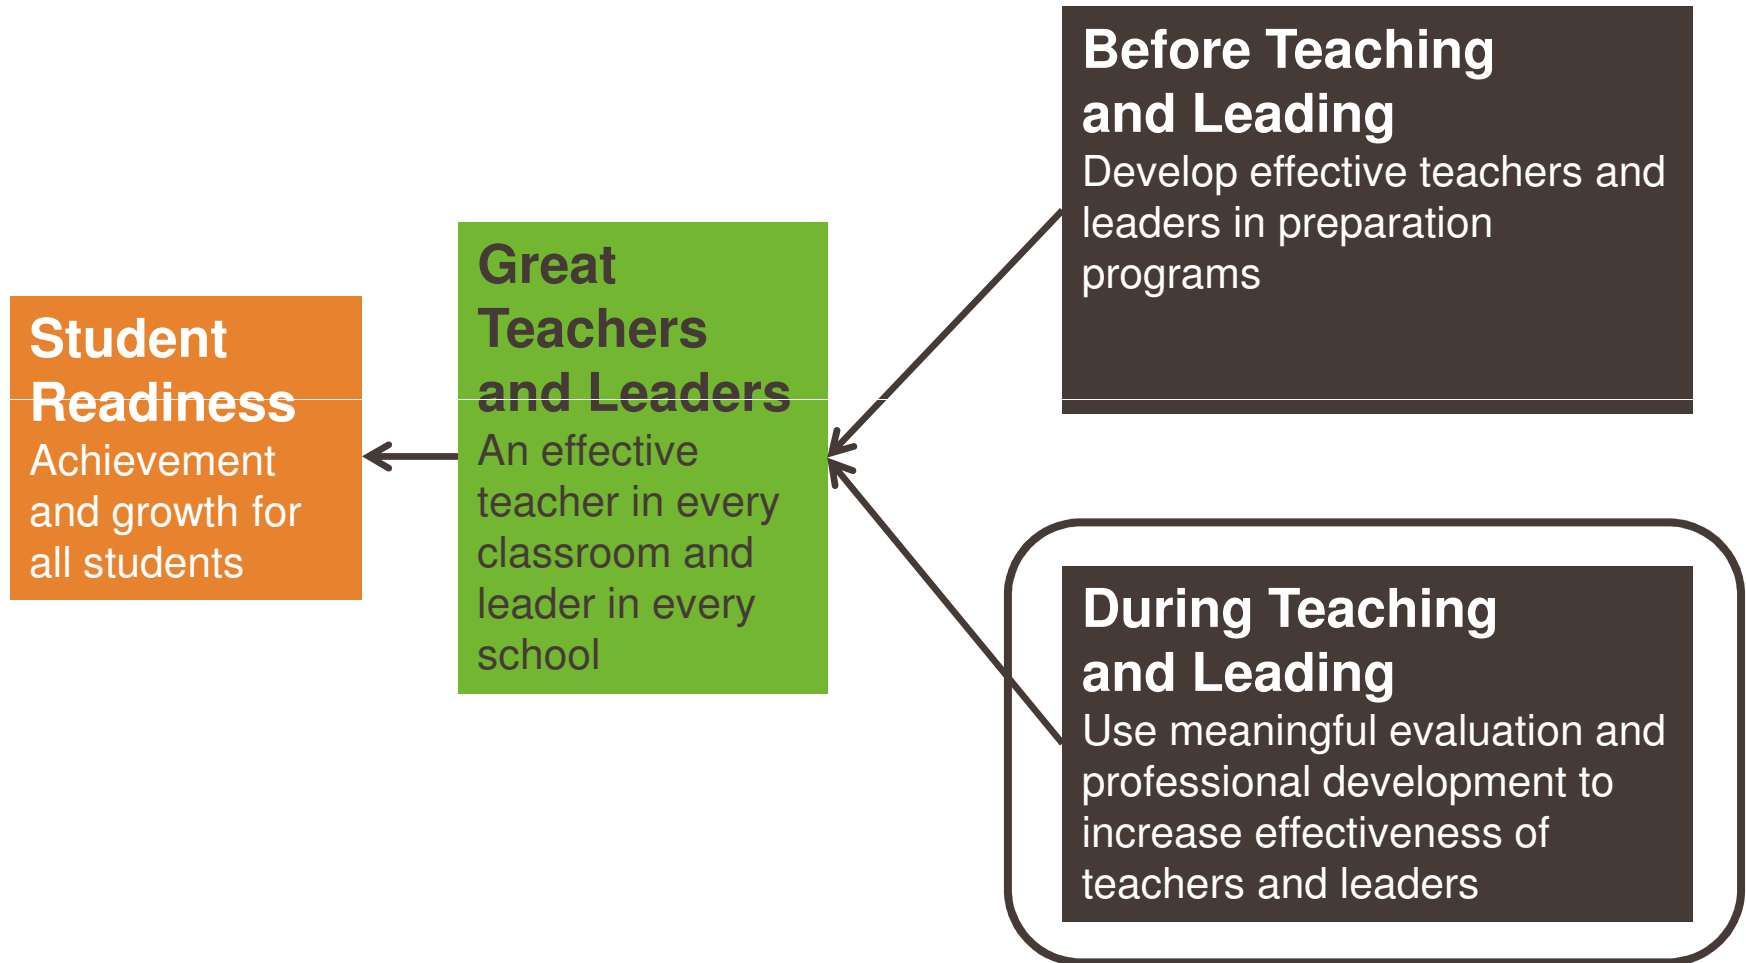 Student
Readiness
Achievement
and growth for
all students
Great
Teachers
and Leaders
An effective
teacher in every
classroom and
leader in every
school
Before Teaching
and Leading
Develop effective teachers and
leaders in preparation
programs
During Teaching
and Leading
Use meaningful evaluation and
professional development to
increase effectiveness of
teachers and leaders